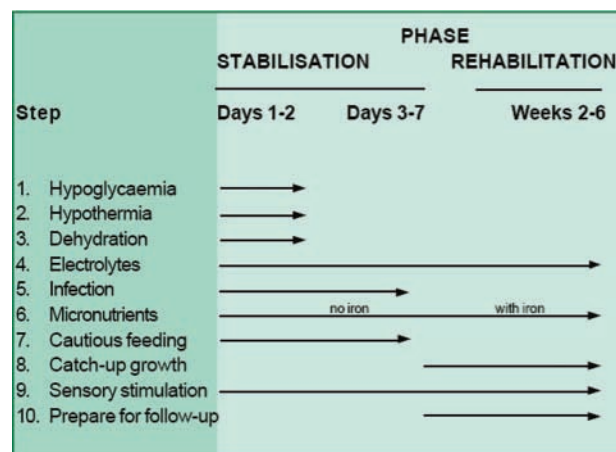 PHASE
STABILISATION REHABILITATION
Step Days 1-2 Days 3-7 Weeks 2-6
1. Hypoglycaemia
2. Hypothermia
3. Dehydration
4. Electrolytes
5. Infection
6. Micronutrients no iron with iron
7. Cautious feeding
8. Catch-up growth
9. Sensory stimulation
10. Prepare for follow-up